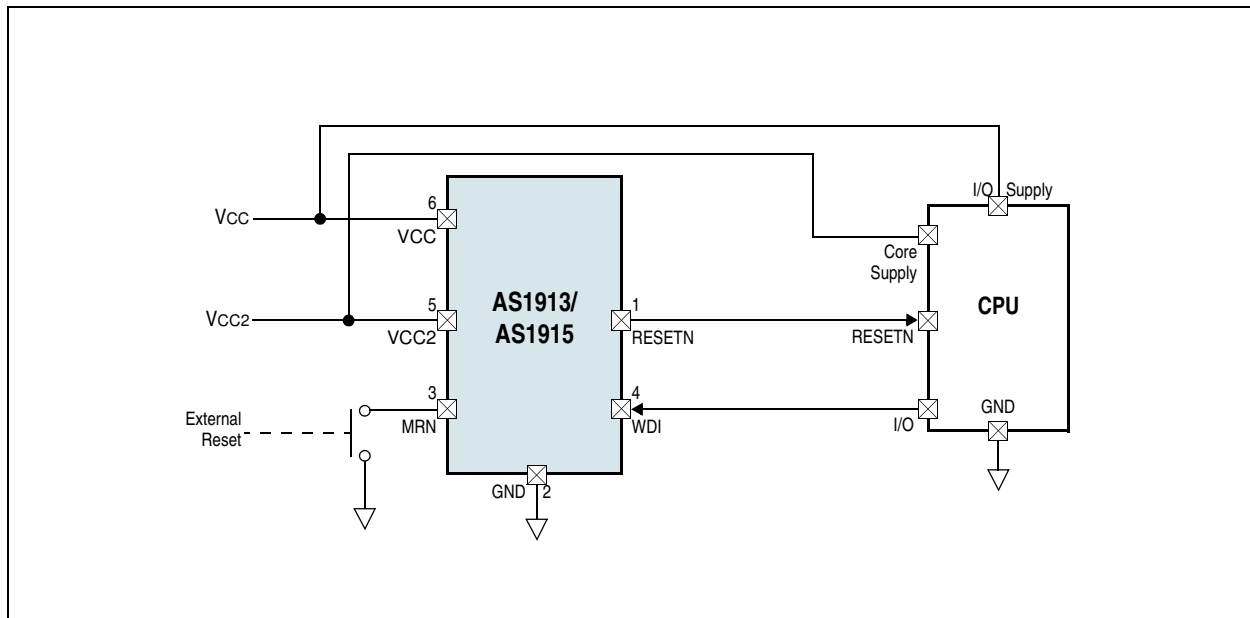 I/O Supply
6
VCC
VCC
Core
Supply
AS1913/
AS1915
CPU
5
1
VCC2
VCC2
RESETN
RESETN
3
4
External
Reset
MRN
WDI
I/O
GND
GND 2